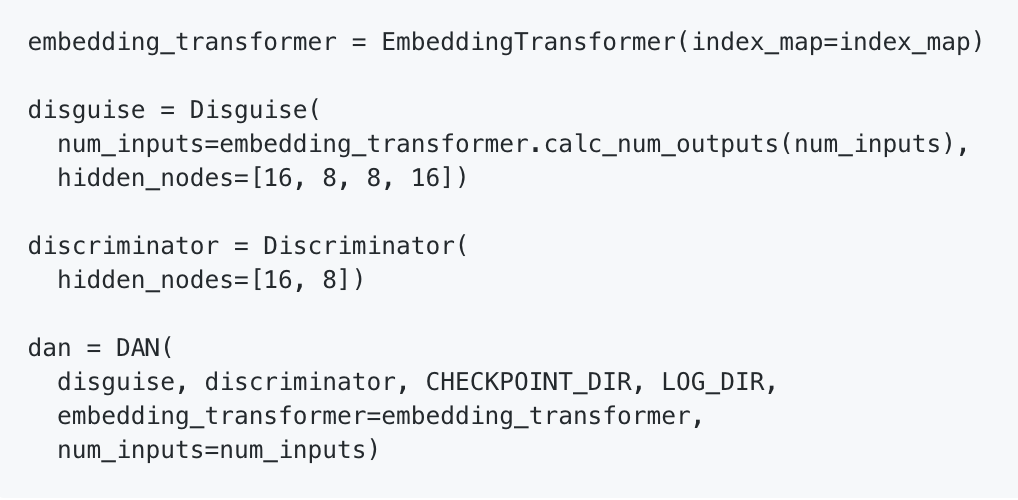 embedding_transformer = EmbeddingTransformer(index_map=index_map)
disguise = Disguise(
  num_inputs=embedding_transformer.calc_num_outputs(num_inputs),
  hidden_nodes=[16, 8, 8, 16])
discriminator = Discriminator(
  hidden_nodes=[16, 8])
dan = DAN(
  disguise, discriminator, CHECKPOINT_DIR, LOG_DIR,
  embedding_transformer=embedding_transformer,
  num_inputs=num_inputs)